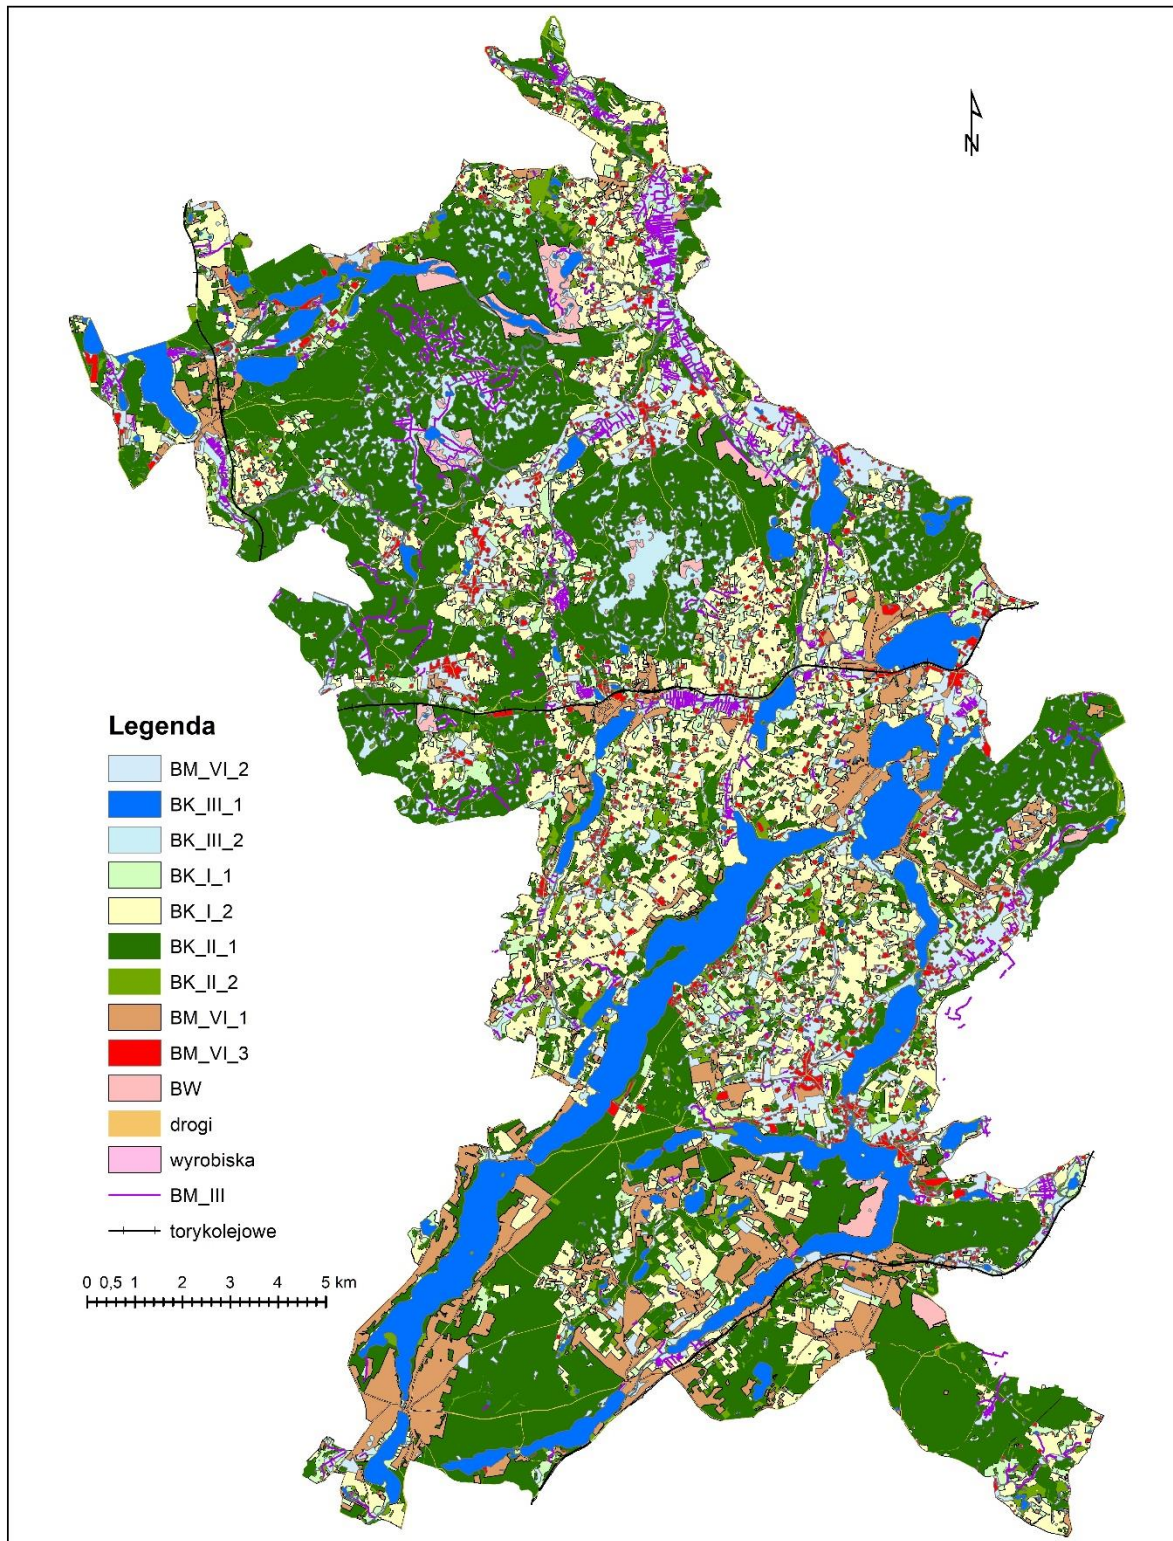 N
Legenda
BM_VI_2
BK_III_1
BK_III_2
BK_I_1
BK_I_2
BK_II_1
BK_II_2
BM_VI_1
BM_VI_3
BW
drogi
wyrobiska
BM_III
torykolejowe
0 0,5 1 2 3 4 5 km